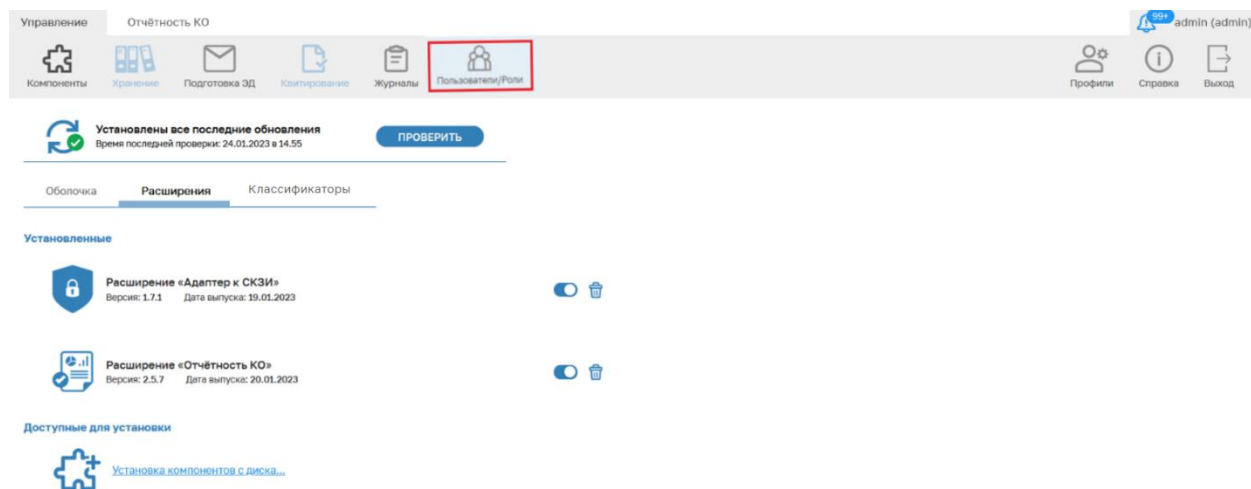 Управление Отчётность КО 99+ admin (admin)
Компоненты Хранение Подготовка ЭД Квитирование Журналы Пользователи/Роли Профили Справка Выход
Установлены все последние обновления
Время последней проверки: 24.01.2023 в 14.55
ПРОВЕРИТЬ
Оболочка Расширения Классификаторы
Установленные
Расширение «Адаптер к СКЗИ»
Версия: 1.7.1 Дата выпуска: 19.01.2023
Расширение «Отчётность КО»
Версия: 2.5.7 Дата выпуска: 20.01.2023
Доступные для установки
Установка компонентов с диска...